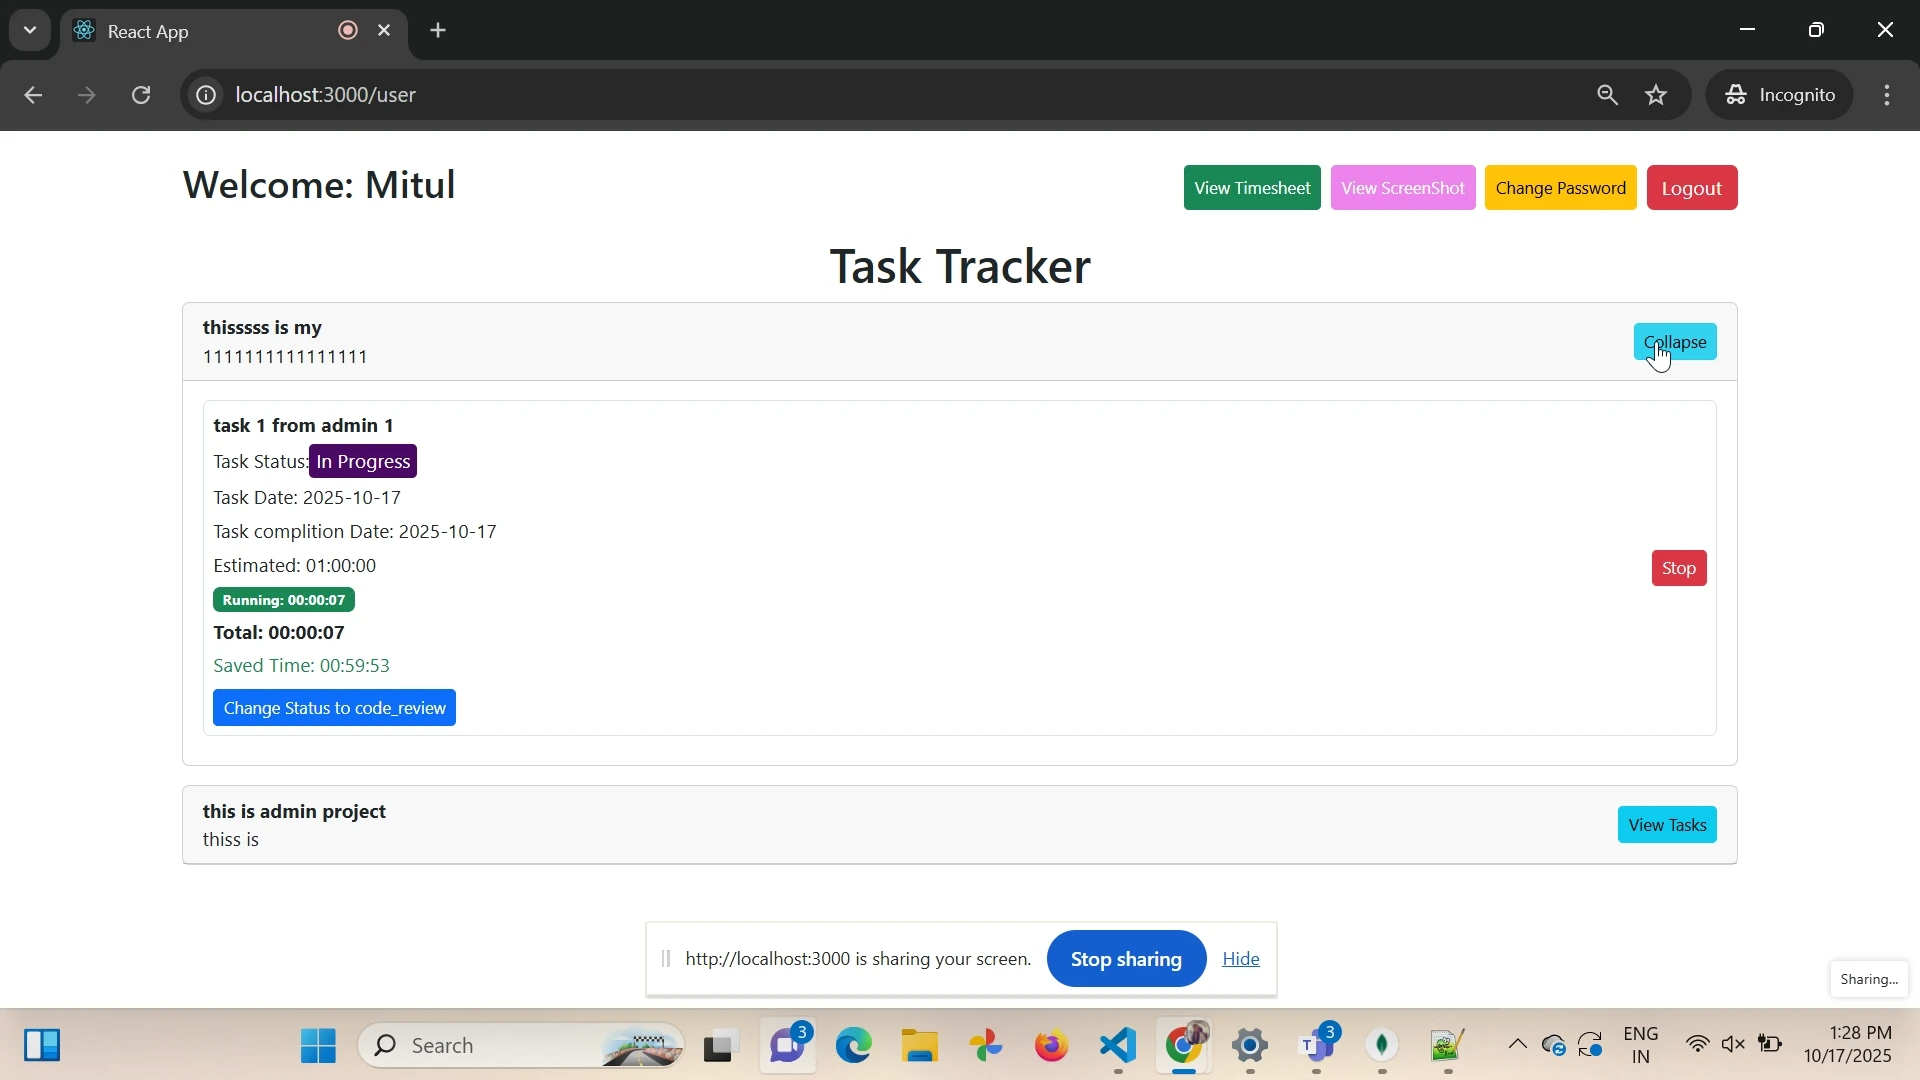 React App
localhost:3000/user
Incognito
Welcome: Mitul
View Timesheet
View ScreenShot
Change Password
Logout
Task Tracker
thisssss is my
1111111111111111
Collapse
task 1 from admin 1
Task Status: In Progress
Task Date: 2025-10-17
Task complition Date: 2025-10-17
Estimated: 01:00:00
Stop
Running: 00:00:07
Total: 00:00:07
Saved Time: 00:59:53
Change Status to code_review
this is admin project
thiss is
View Tasks
http://localhost:3000 is sharing your screen.
Stop sharing
Hide
Sharing...
Search
3
T
3
ENG
IN
1:28 PM
10/17/2025